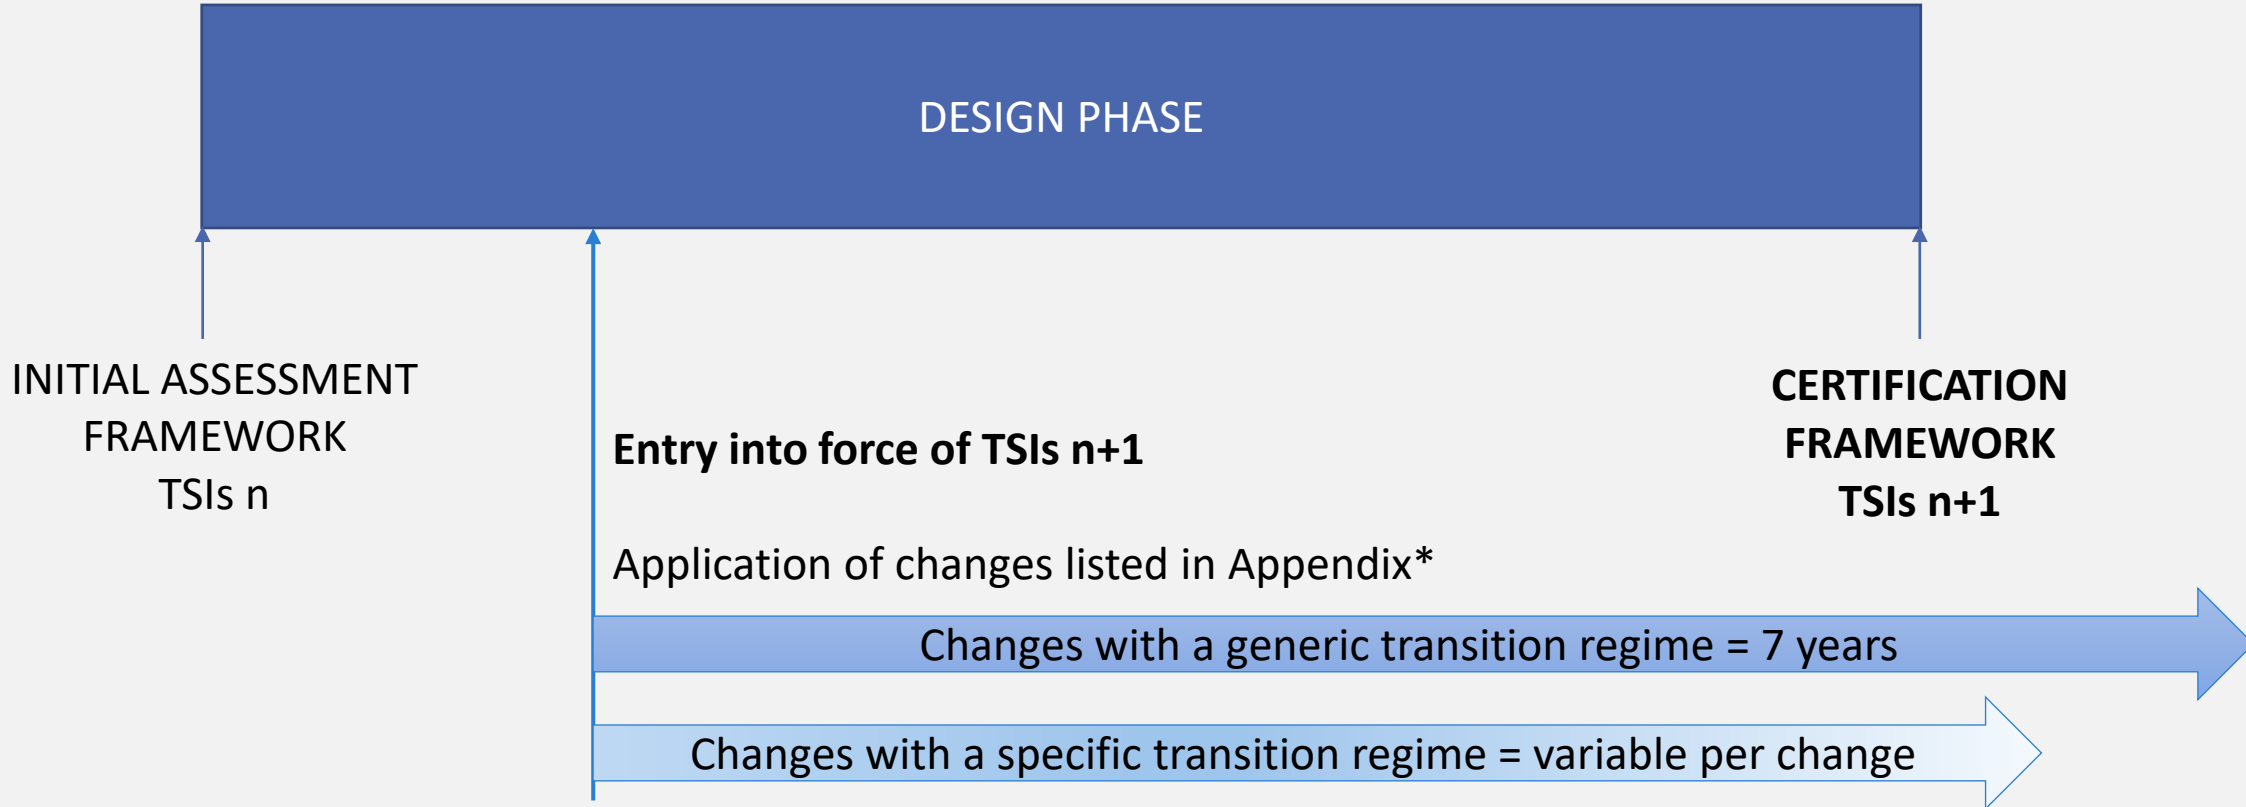 DESIGN PHASE
INITIAL ASSESSMENT
FRAMEWORK
TSIs n
Entry into force of TSIs n+1
Application of changes listed in Appendix*
CERTIFICATION
FRAMEWORK
TSIs n+1
Changes with a generic transition regime = 7 years
Changes with a specific transition regime = variable per change